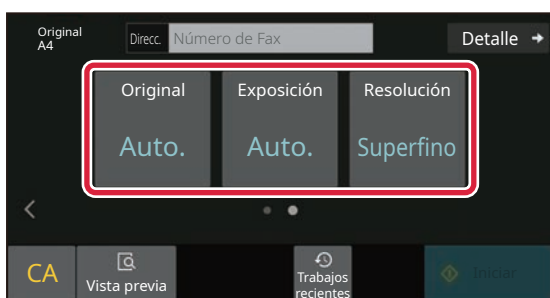 Original
A4
Direcc. Número de Fax
Detalle
Original
Auto.
Exposición
Auto.
Resolución
Superfino
CA
Vista previa
Trabajos
recientes
Iniciar